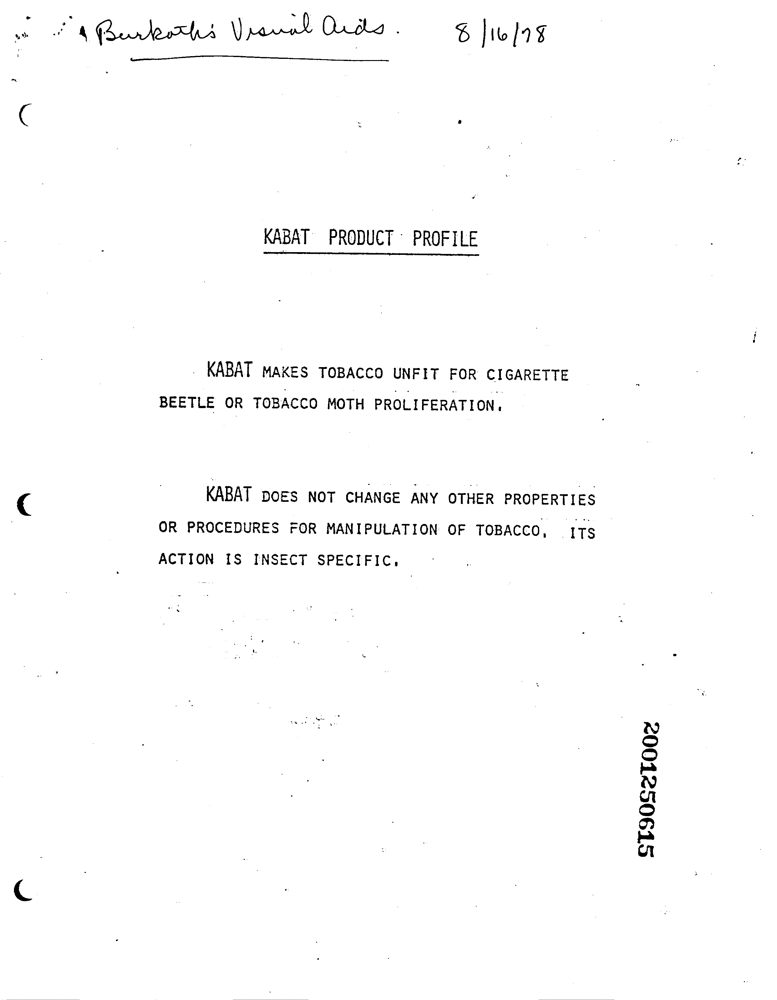 Burkoth's Visual Aids. 8/16/78
KABAT PRODUCT PROFILE
KABAT MAKES TOBACCO UNFIT FOR CIGARETTE
BEETLE OR TOBACCO MOTH PROLIFERATION.
KABAT DOES NOT CHANGE ANY OTHER PROPERTIES
OR PROCEDURES FOR MANIPULATION OF TOBACCO. ITS
ACTION IS INSECT SPECIFIC.
2001250615